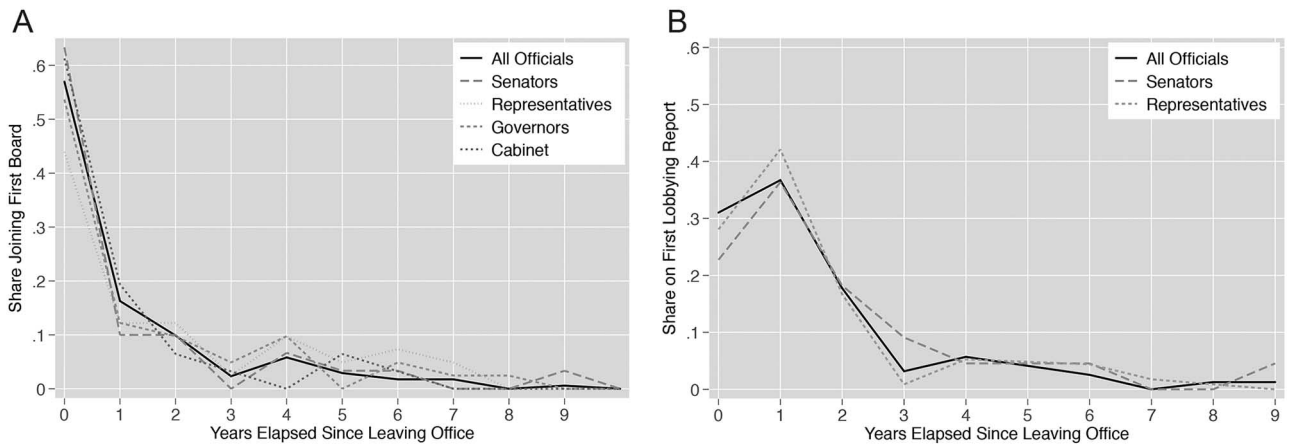 A
Share Joining First Board
.6
.5
.4
.3
.2
.1
0
All Officials
Senators
Representatives
Governors
Cabinet
0 1 2 3 4 5 6 7 8 9
Years Elapsed Since Leaving Office
B
Share on First Lobbying Report
.6
.5
.4
.3
.2
.1
0
All Officials
Senators
Representatives
0 1 2 3 4 5 6 7 8 9
Years Elapsed Since Leaving Office